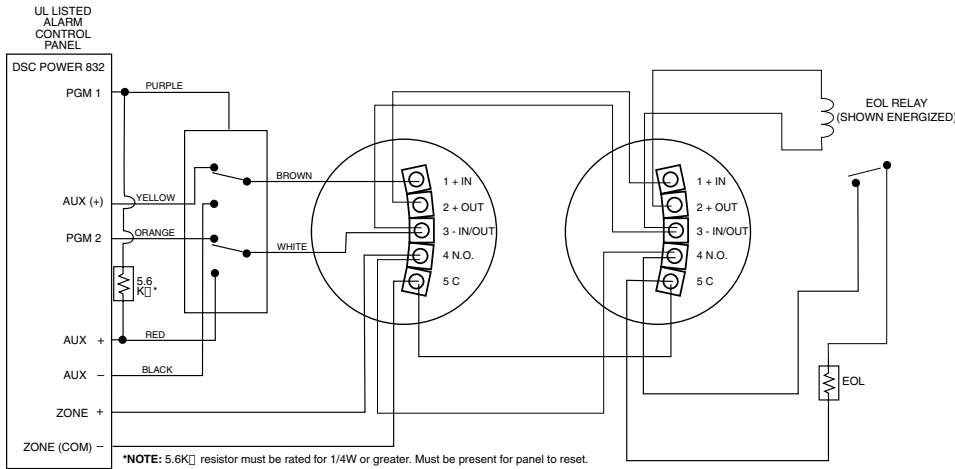 UL LISTED
ALARM
CONTROL
PANEL
DSC POWER 832
PGM 1
PURPLE
AUX (+)
YELLOW
PGM 2
ORANGE
5.6
K▯ *
AUX +
RED
AUX –
BLACK
ZONE +
ZONE (COM) –
BROWN
WHITE
1 + IN
2 + OUT
3 - IN/OUT
4 N.O.
5 C
1 + IN
2 + OUT
3 - IN/OUT
4 N.O.
5 C
EOL RELAY
(SHOWN ENERGIZED)
EOL
*NOTE: 5.6K▯ resistor must be rated for 1/4W or greater. Must be present for panel to reset.